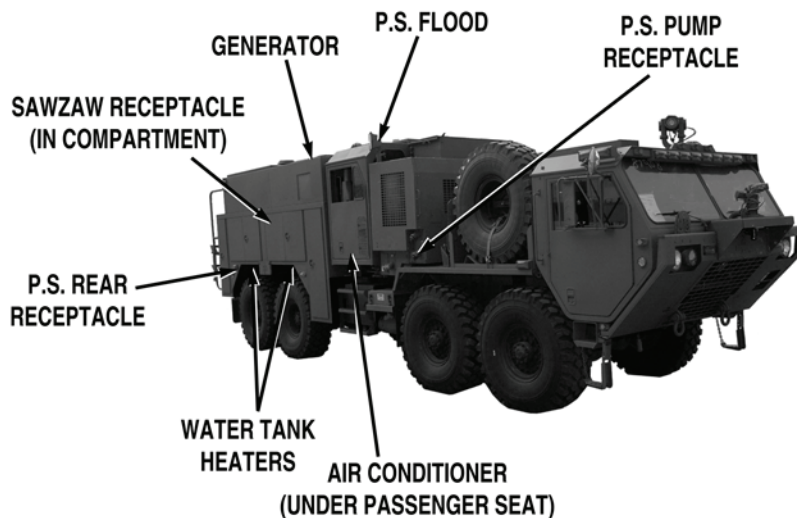 P.S. FLOOD
GENERATOR
P.S. PUMP
RECEPTACLE
SAWZAW RECEPTACLE
(IN COMPARTMENT)
P.S. REAR
RECEPTACLE
WATER TANK
HEATERS
AIR CONDITIONER
(UNDER PASSENGER SEAT)